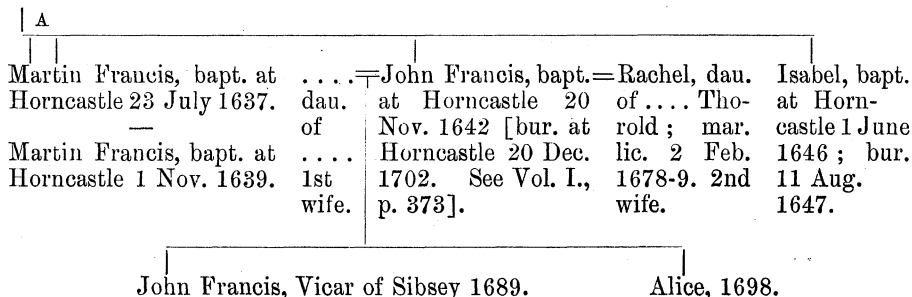 A
Martin Francis, bapt. at
Horncastle 23 July 1637.
—
Martin Francis, bapt. at
Horncastle 1 Nov. 1639.
. . . .
dau.
of
. . . .
1st
wife.
=John Francis, bapt.=
at Horncastle 20
Nov. 1642 [bur. at
Horncastle 20 Dec.
1702. See Vol. I.,
p. 373].
Rachel, dau.
of . . . . Tho-
rold ; mar.
lic. 2 Feb.
1678-9. 2nd
wife.
Isabel, bapt.
at Horn-
castle 1 June
1646 ; bur.
11 Aug.
1647.
John Francis, Vicar of Sibsey 1689.
Alice, 1698.